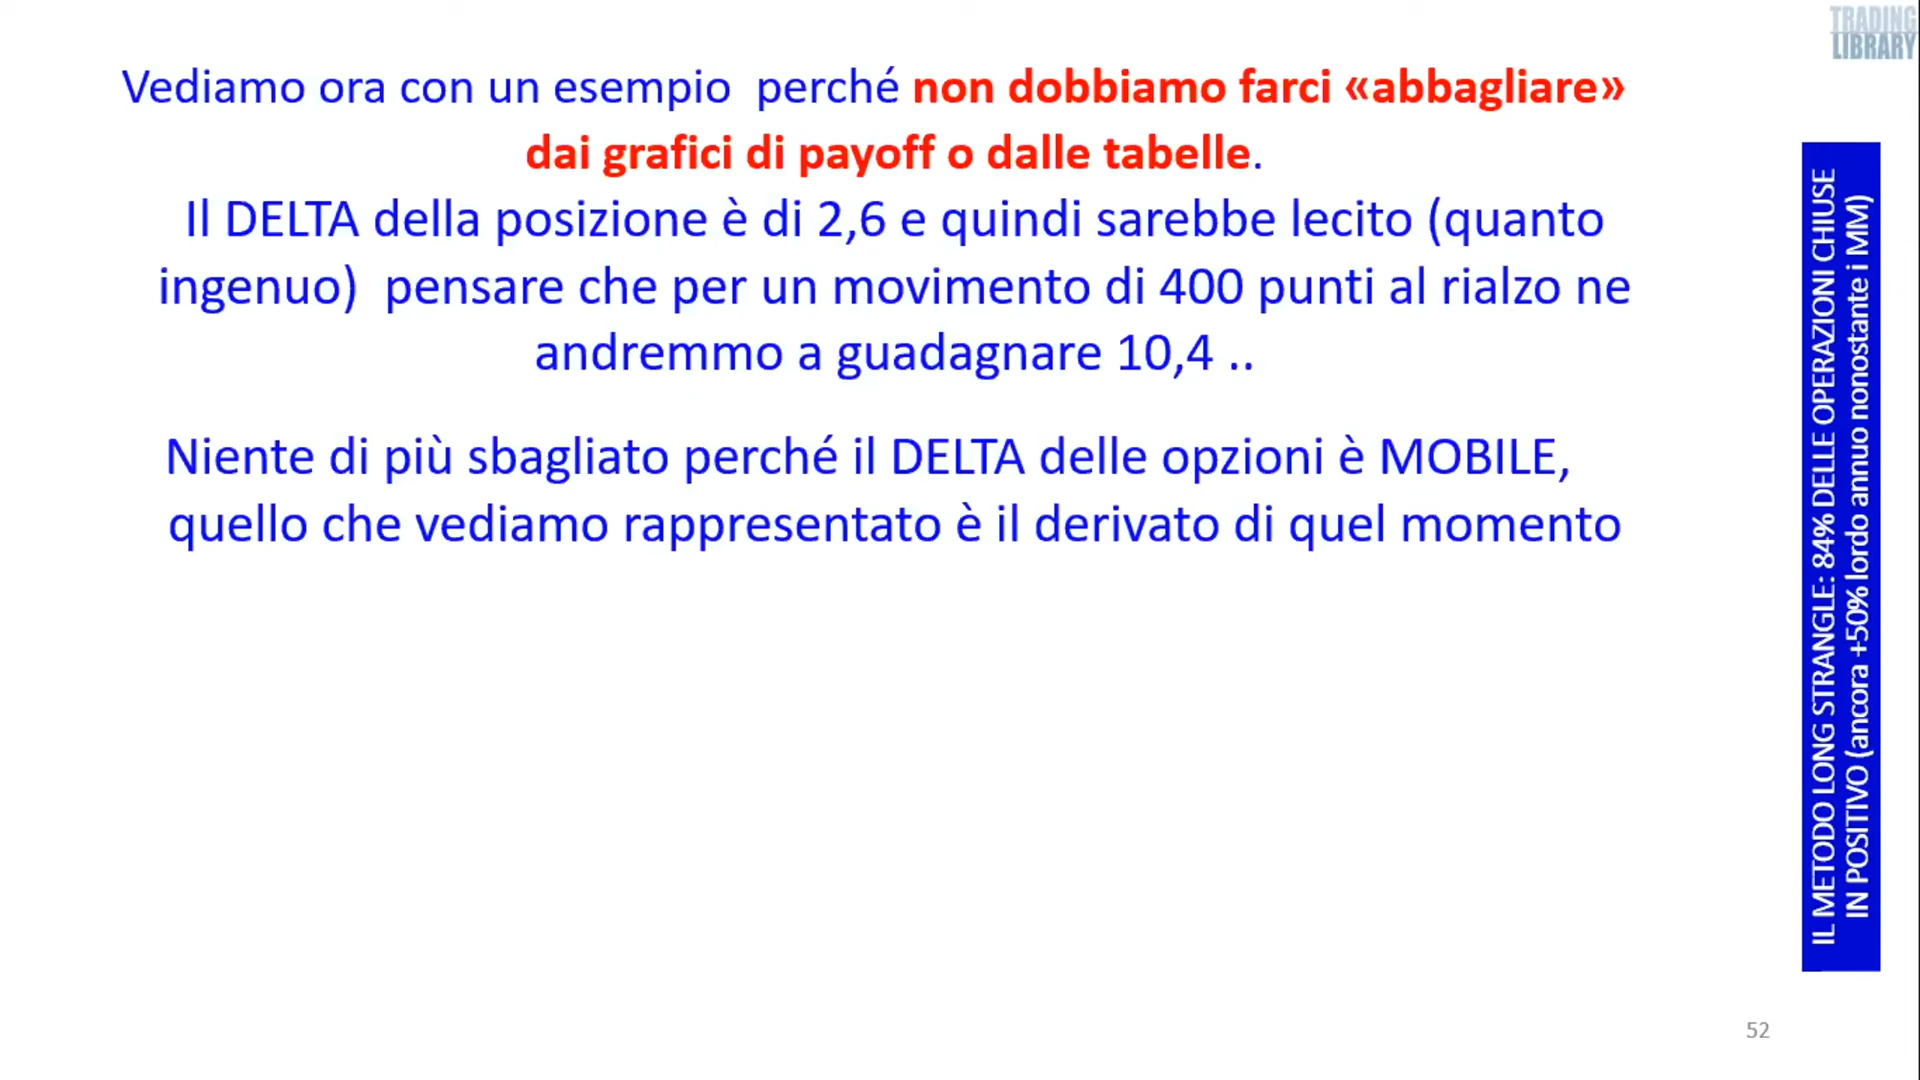 TRADING
LIBRARY
Vediamo ora con un esempio perché non dobbiamo farci «abbagliare»
dai grafici di payoff o dalle tabelle.
Il DELTA della posizione è di 2,6 e quindi sarebbe lecito (quanto
ingenuo) pensare che per un movimento di 400 punti al rialzo ne
andremmo a guadagnare 10,4 ..
Niente di più sbagliato perché il DELTA delle opzioni è MOBILE,
quello che vediamo rappresentato è il derivato di quel momento
IL METODO LONG STRANGLE: 84% DELLE OPERAZIONI CHIUSE
IN POSITIVO (ancora +50% lordo annuo nonostante i MM)
52